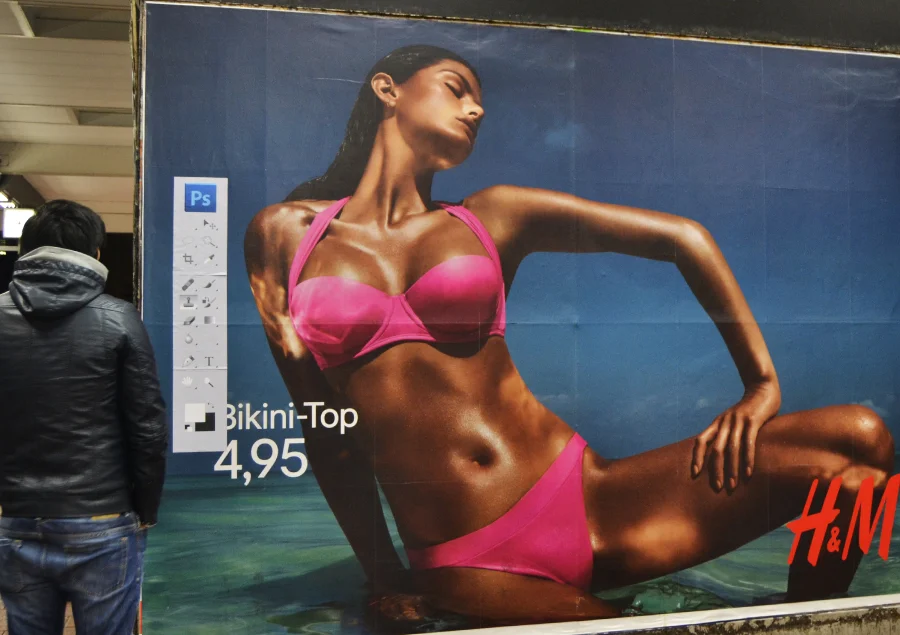 Ps
T
Bikini-Top
4,95
H&M